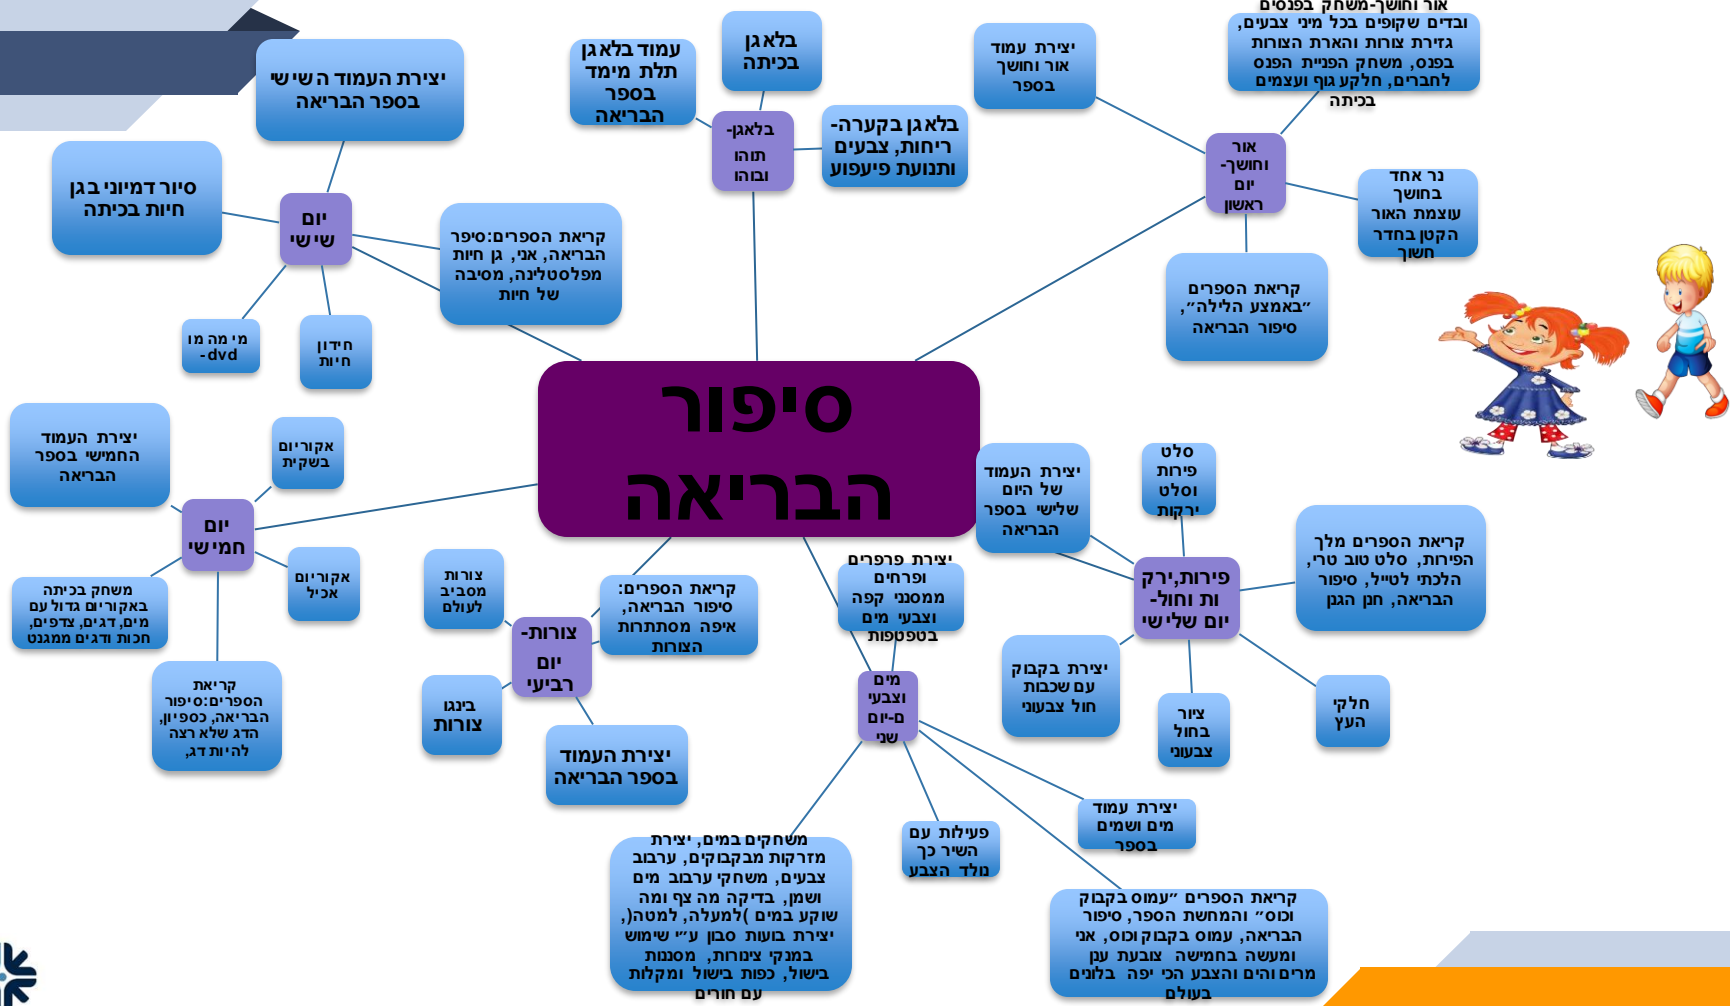 סיפור
הבריאה
אור וחושך-משחק בפנסים
ובדים שקופים בכל מיני צבעים,
גזירת צורות והארת הצורות
בפנס, משחק הפניית הפנס
לחברים, חלקע גוף ועצמים
בכיתה
יצירת עמוד
אור וחושך
בספר
אור
וחושך-
יום
ראשון
נר אחד
בחושך
עוצמת האור
הקטן בחדר
חשוך
קריאת הספרים
"באמצע הלילה",
סיפור הבריאה
בלאגן
בכיתה
עמוד בלאגן
תלת מימד
בספר
הבריאה
בלאגן-
תוהו
ובוהו
בלאגן בקערה-
ריחות, צבעים
ותנועת פיעפוע
יצירת העמוד השישי
בספר הבריאה
סיור דמיוני בגן
חיות בכיתה
יום
שישי
קריאת הספרים:סיפר
הבריאה, אני, גן חיות
מפלסטלינה, מסיבה
של חיות
מי מה מו
-dvd
חידון
חיות
יצירת העמוד
החמישי בספר
הבריאה
אקוריום
בשקית
יום
חמישי
אקוריום
אכיל
משחק בכיתה
באקוריום גדול עם
מים, דגים, צדפים,
חכות ודגים ממגנט
קריאת
הספרים:סיפור
הבריאה, כספיון,
הדג שלא רצה
להיות דג,
צורות
מסביב
לעולם
קריאת הספרים:
סיפור הבריאה,
איפה מסתתרות
הצורות
צורות-
יום
רביעי
בינגו
צורות
יצירת העמוד
בספר הבריאה
יצירת פרפרים
ופרחים
ממסנני קפה
וצבעי מים
בטפטפות
מים
וצבעי
ם-יום
שני
משחקים במים, יצירת
מזרקות מבקבוקים, ערבוב
צבעים, משחקי ערבוב מים
ושמן, בדיקה מה צף ומה
שוקע במים )למעלה, למטה(,
יצירת בועות סבון ע"י שימוש
במנקי צינורות, מסננות
בישול, כפות בישול ומקלות
עם חורים
פעילות עם
השיר כך
נולד הצבע
יצירת עמוד
מים ושמים
בספר
קריאת הספרים "עמוס בקבוק
וכוס" והמחשת הספר, סיפור
הבריאה, עמוס בקבוק וכוס, אני
ומעשה בחמישה צובעת ענן
מרים והים והצבע הכי יפה בלונים
בעולם
יצירת העמוד
של היום
שלישי בספר
הבריאה
סלט
פירות
וסלט
ירקות
קריאת הספרים מלך
הפירות, סלט טוב טרי,
הלכתי לטייל, סיפור
הבריאה, חנן הגנן
פירות,ירק
ות וחול-
יום שלישי
יצירת בקבוק
עם שכבות
חול צבעוני
ציור
בחול
צבעוני
חלקי
העץ